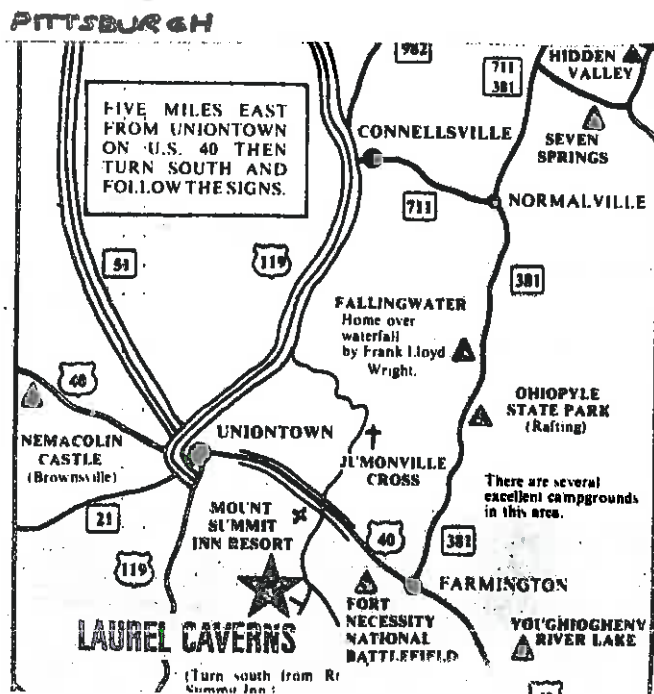 PITTSBURGH
982
711
381
HIDDEN
VALLEY
FIVE MILES EAST
FROM UNIONTOWN
ON U.S. 40 THEN
TURN SOUTH AND
FOLLOW THE SIGNS.
CONNELLSVILLE
SEVEN
SPRINGS
711
NORMALVILLE
51
119
381
FALLINGWATER
Home over
waterfall
by Frank Lloyd
Wright.
40
OHIOPYLE
STATE PARK
(Rafting)
NEMACOLIN
CASTLE
(Brownsville)
UNIONTOWN
JUMONVILLE
CROSS
There are several
excellent campgrounds
in this area.
21
MOUNT
SUMMIT
INN RESORT
40
381
119
FARMINGTON
FORT
NECESSITY
NATIONAL
BATTLEFIELD
LAUREL CAVERNS
YOUGHIOGHENY
RIVER LAKE
(Turn south from